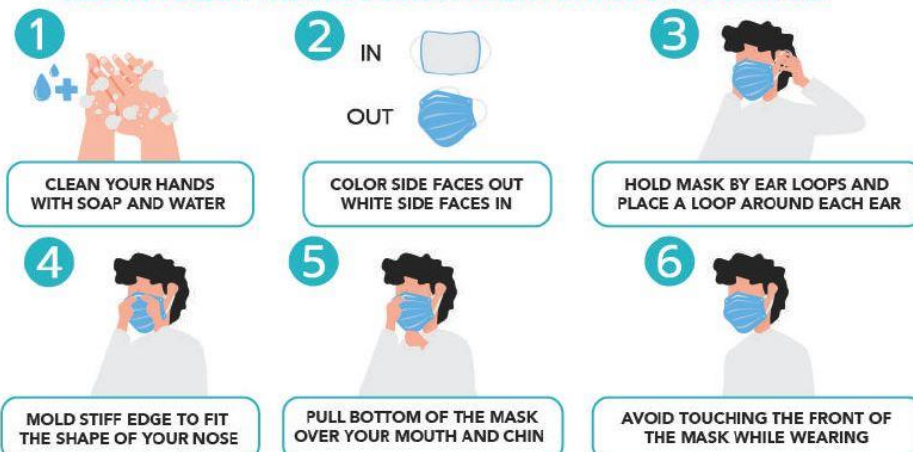 1
CLEAN YOUR HANDS
WITH SOAP AND WATER
2
IN
OUT
COLOR SIDE FACES OUT
WHITE SIDE FACES IN
3
HOLD MASK BY EAR LOOPS AND
PLACE A LOOP AROUND EACH EAR
4
MOLD STIFF EDGE TO FIT
THE SHAPE OF YOUR NOSE
5
PULL BOTTOM OF THE MASK
OVER YOUR MOUTH AND CHIN
6
AVOID TOUCHING THE FRONT OF
THE MASK WHILE WEARING